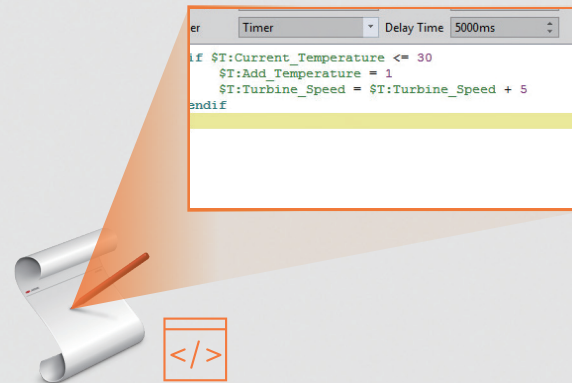 er Timer Delay Time 5000ms
if $T:Current_Temperature <= 30
$T:Add_Temperature = 1
$T:Turbine_Speed = $T:Turbine_Speed + 5
endif
</>